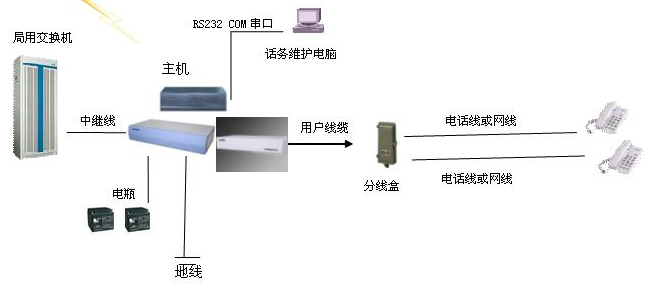 RS232 COM 串口
局用交换机
话务维护电脑
主机
中继线
用户线缆
电话线或网线
电瓶
分线盒
电话线或网线
地线